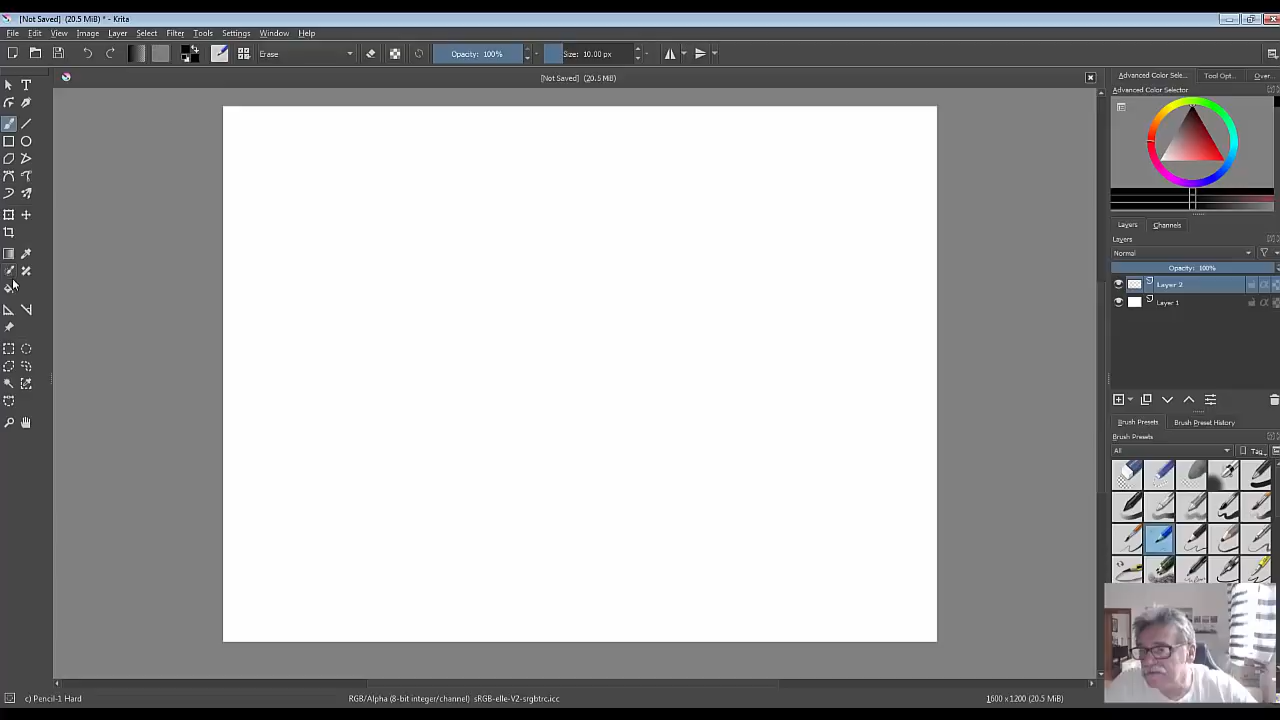 [Not Saved] (20.5 MiB) * - Krita
File Edit View Image Layer Select Filter Tools Settings Window Help
Erase Opacity: 100% Size: 10.00 px
[Not Saved] (20.5 MiB)
Advanced Color Sele... Tool Opt... Over...
Advanced Color Selector
Layers Channels
Layers
Normal
Opacity: 100%
Layer 2
Layer 1
Brush Presets Brush Preset History
Brush Presets
All Tag
c) Pencil-1 Hard RGB/Alpha (8-bit integer/channel) sRGB-elle-V2-srgbtrc.icc 1600 x 1200 (20.5 MiB)